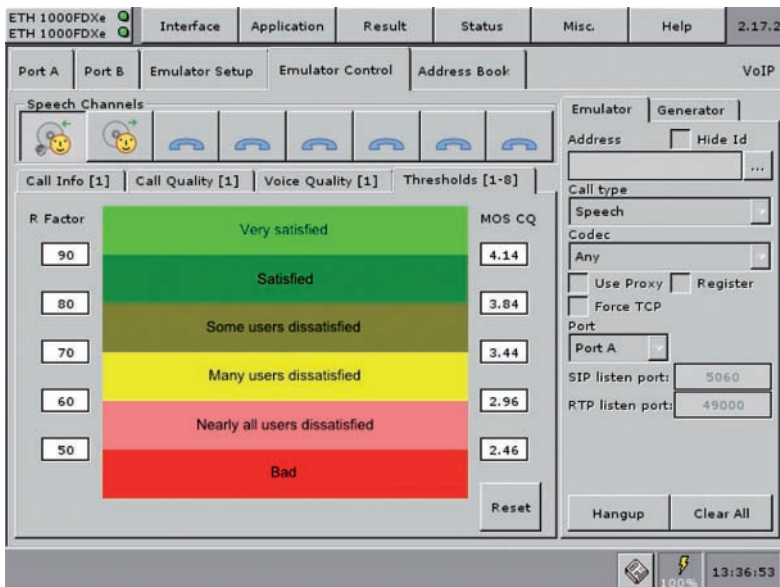 ETH 1000FDXe
ETH 1000FDXe
Interface
Application
Result
Status
Misc.
Help
2.17.2
Port A
Port B
Emulator Setup
Emulator Control
Address Book
VoIP
Speech Channels
Call Info [1]
Call Quality [1]
Voice Quality [1]
Thresholds [1-8]
R Factor
MOS CQ
Very satisfied
90
4.14
Satisfied
80
3.84
Some users dissatisfied
70
3.44
Many users dissatisfied
60
2.96
Nearly all users dissatisfied
50
2.46
Bad
Reset
Emulator
Generator
Address
Hide Id
...
Call type
Speech
Codec
Any
Use Proxy
Register
Force TCP
Port
Port A
SIP listen port: 5060
RTP listen port: 49000
Hangup
Clear All
100%
13:36:53